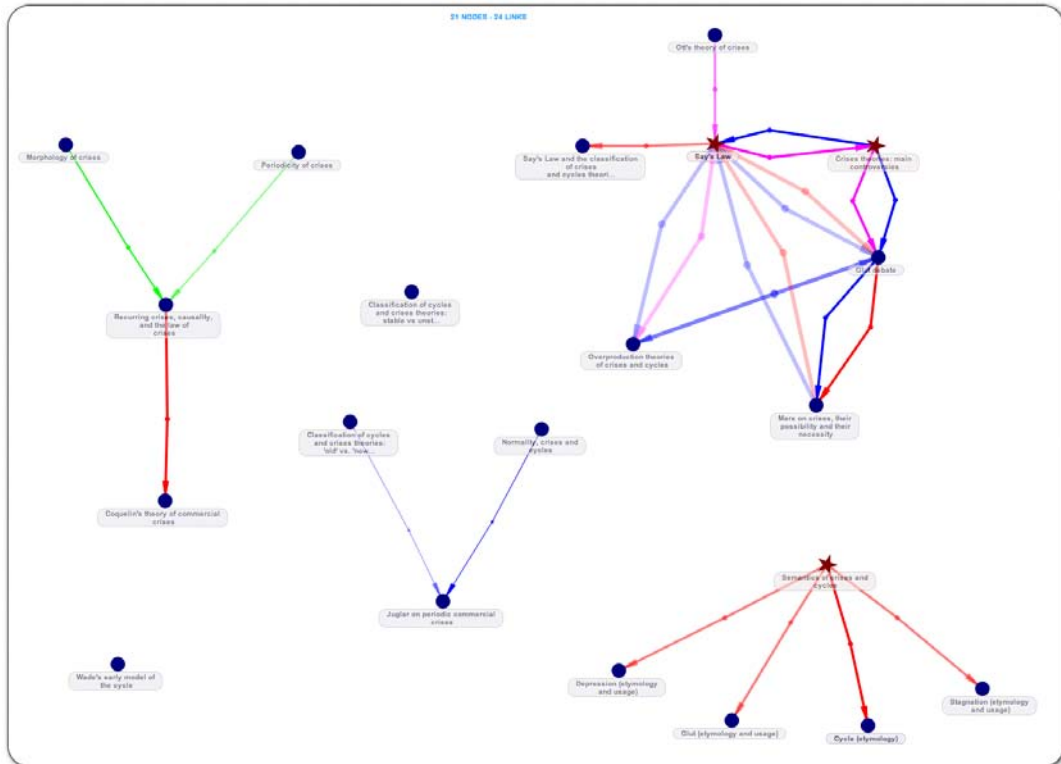 21 NODES - 24 LINKS
Ott's theory of crises
Morphology of crises
Periodicity of crises
Say's Law and the classification
of crises
and cycles theori...
Say's Law
Crises theories: main
controversies
Glut debate
Recurring crises, causality,
and the law of
crises
Classification of cycles
and crises theories:
stable vs unst...
Overproduction theories
of crises and cycles
Marx on crises, their
possibility and their
necessity
Classification of cycles
and crises theories:
'old' vs. 'new...
Normality, crises and
cycles
Coquelin's theory of commercial
crises
Semantics of crises and
cycles
Juglar on periodic commercial
crises
Wade's early model of
the cycle
Depression (etymology
and usage)
Stagnation (etymology
and usage)
Glut (etymology and usage)
Cycle (etymology)